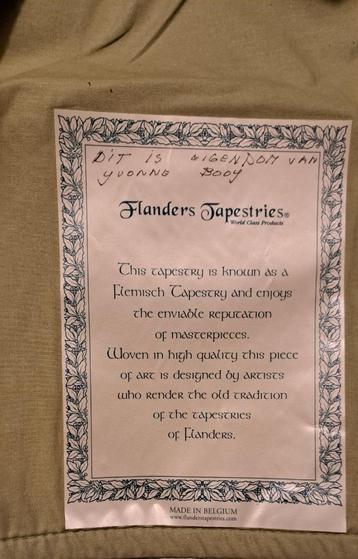 DIT IS EIGENDOM VAN
YVONNE BOOY
Flanders Tapestries®
World Class Products
This tapestry is known as a
Flemisch Tapestry and enjoys
the enviable reputation
of masterpieces.
Woven in high quality this piece
of art is designed by artists
who render the old tradition
of the tapestries
of Flanders.
MADE IN BELGIUM
www.flanderstapestries.com